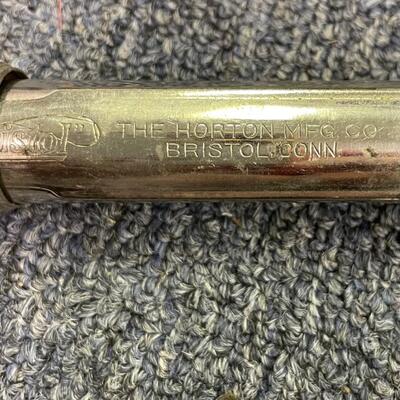 THE HORTON MFG. CO
BRISTOL, CONN.